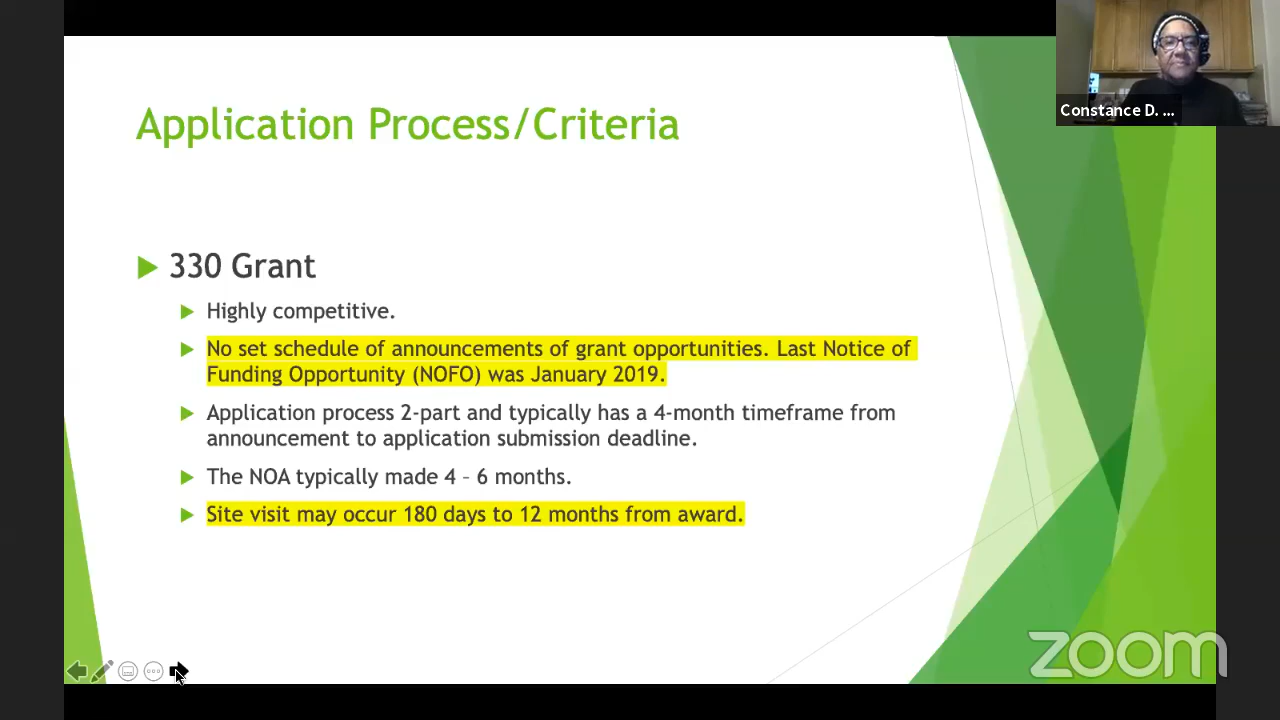 Application Process/Criteria
330 Grant
Highly competitive.
No set schedule of announcements of grant opportunities. Last Notice of
Funding Opportunity (NOFO) was January 2019.
Application process 2-part and typically has a 4-month timeframe from
announcement to application submission deadline.
The NOA typically made 4 – 6 months.
Site visit may occur 180 days to 12 months from award.
Constance D. ...
zoom